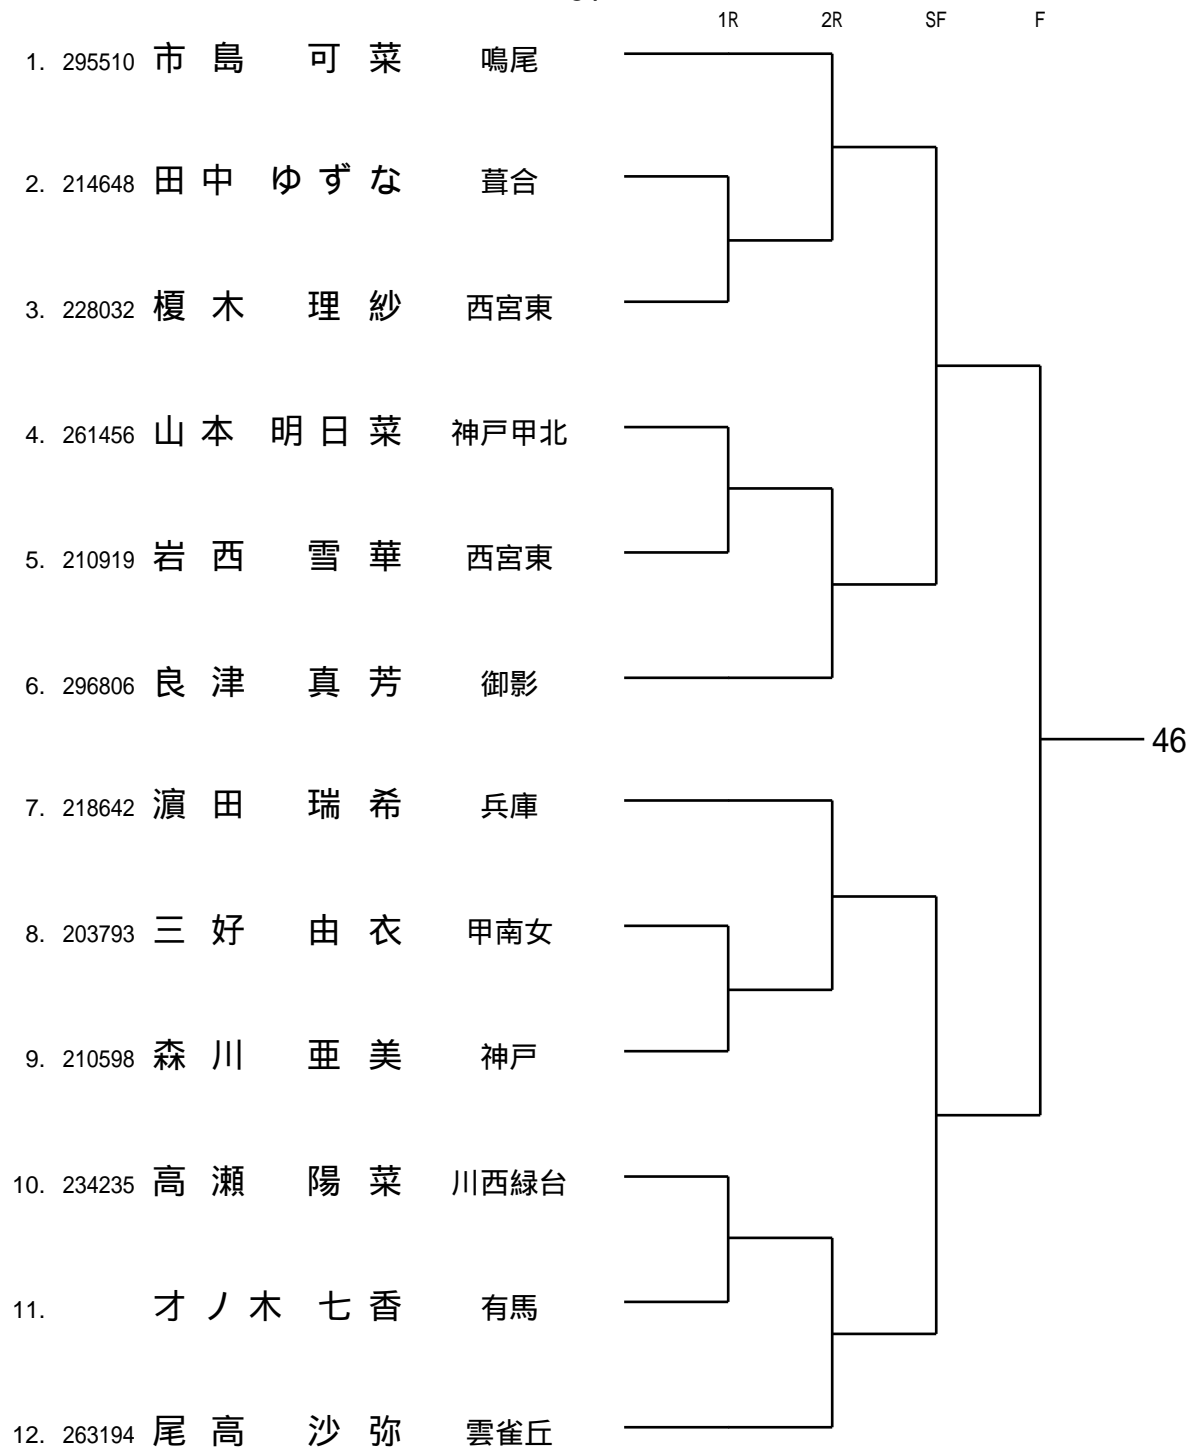 1R 2R SF F
1. 295510 市島 可菜 鳴尾
2. 214648 田中 ゆずな 葺合
3. 228032 榎木 理紗 西宮東
4. 261456 山本 明日菜 神戸甲北
5. 210919 岩西 雪華 西宮東
6. 296806 良津 真芳 御影
46
7. 218642 濵田 瑞希 兵庫
8. 203793 三好 由衣 甲南女
9. 210598 森川 亜美 神戸
10. 234235 高瀬 陽菜 川西緑台
11. 才ノ木 七香 有馬
12. 263194 尾高 沙弥 雲雀丘